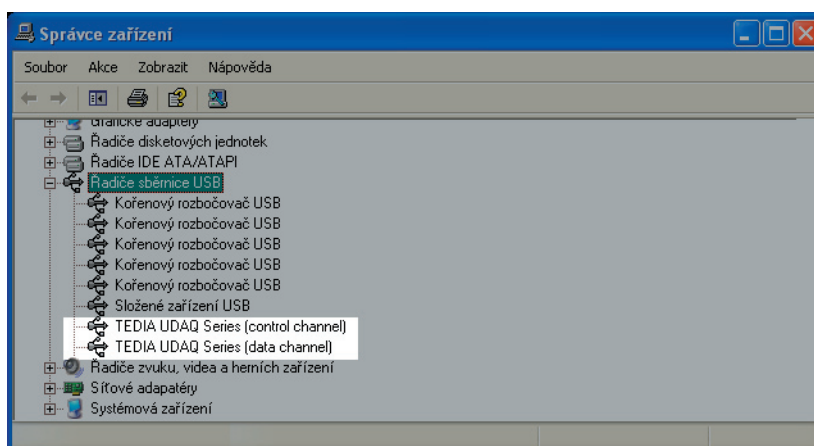 Správce zařízení
Soubor Akce Zobrazit Nápověda
Grafické adaptéry
Řadiče disketových jednotek
Řadiče IDE ATA/ATAPI
Řadiče sběrnice USB
Kořenový rozbočovač USB
Kořenový rozbočovač USB
Kořenový rozbočovač USB
Kořenový rozbočovač USB
Kořenový rozbočovač USB
Složené zařízení USB
TEDIA UDAQ Series (control channel)
TEDIA UDAQ Series (data channel)
Řadiče zvuku, videa a herních zařízení
Síťové adapatéry
Systémová zařízení